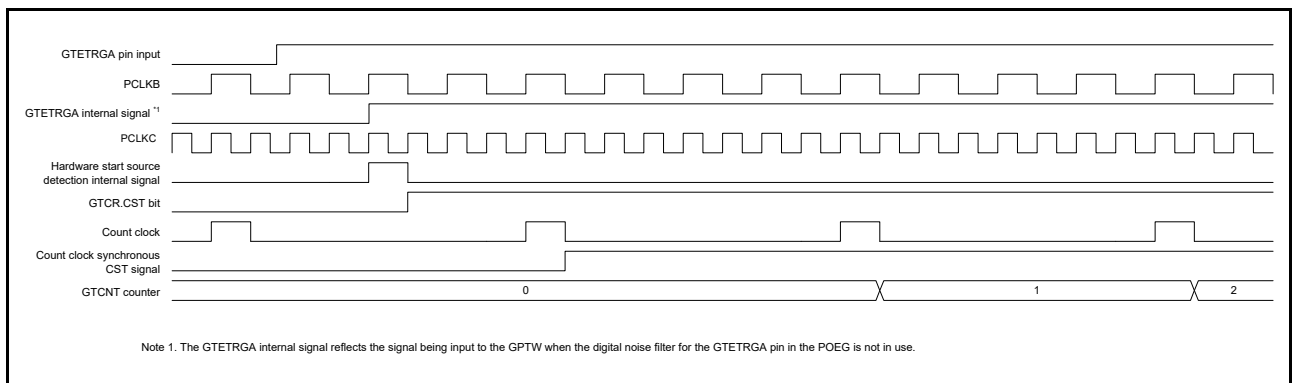 GTETRGA pin input
PCLKB
GTETRGA internal signal *1
PCLKC
Hardware start source
detection internal signal
GTCR.CST bit
Count clock
Count clock synchronous
CST signal
GTCNT counter
0
1
2
Note 1. The GTETRGA internal signal reflects the signal being input to the GPTW when the digital noise filter for the GTETRGA pin in the POEG is not in use.